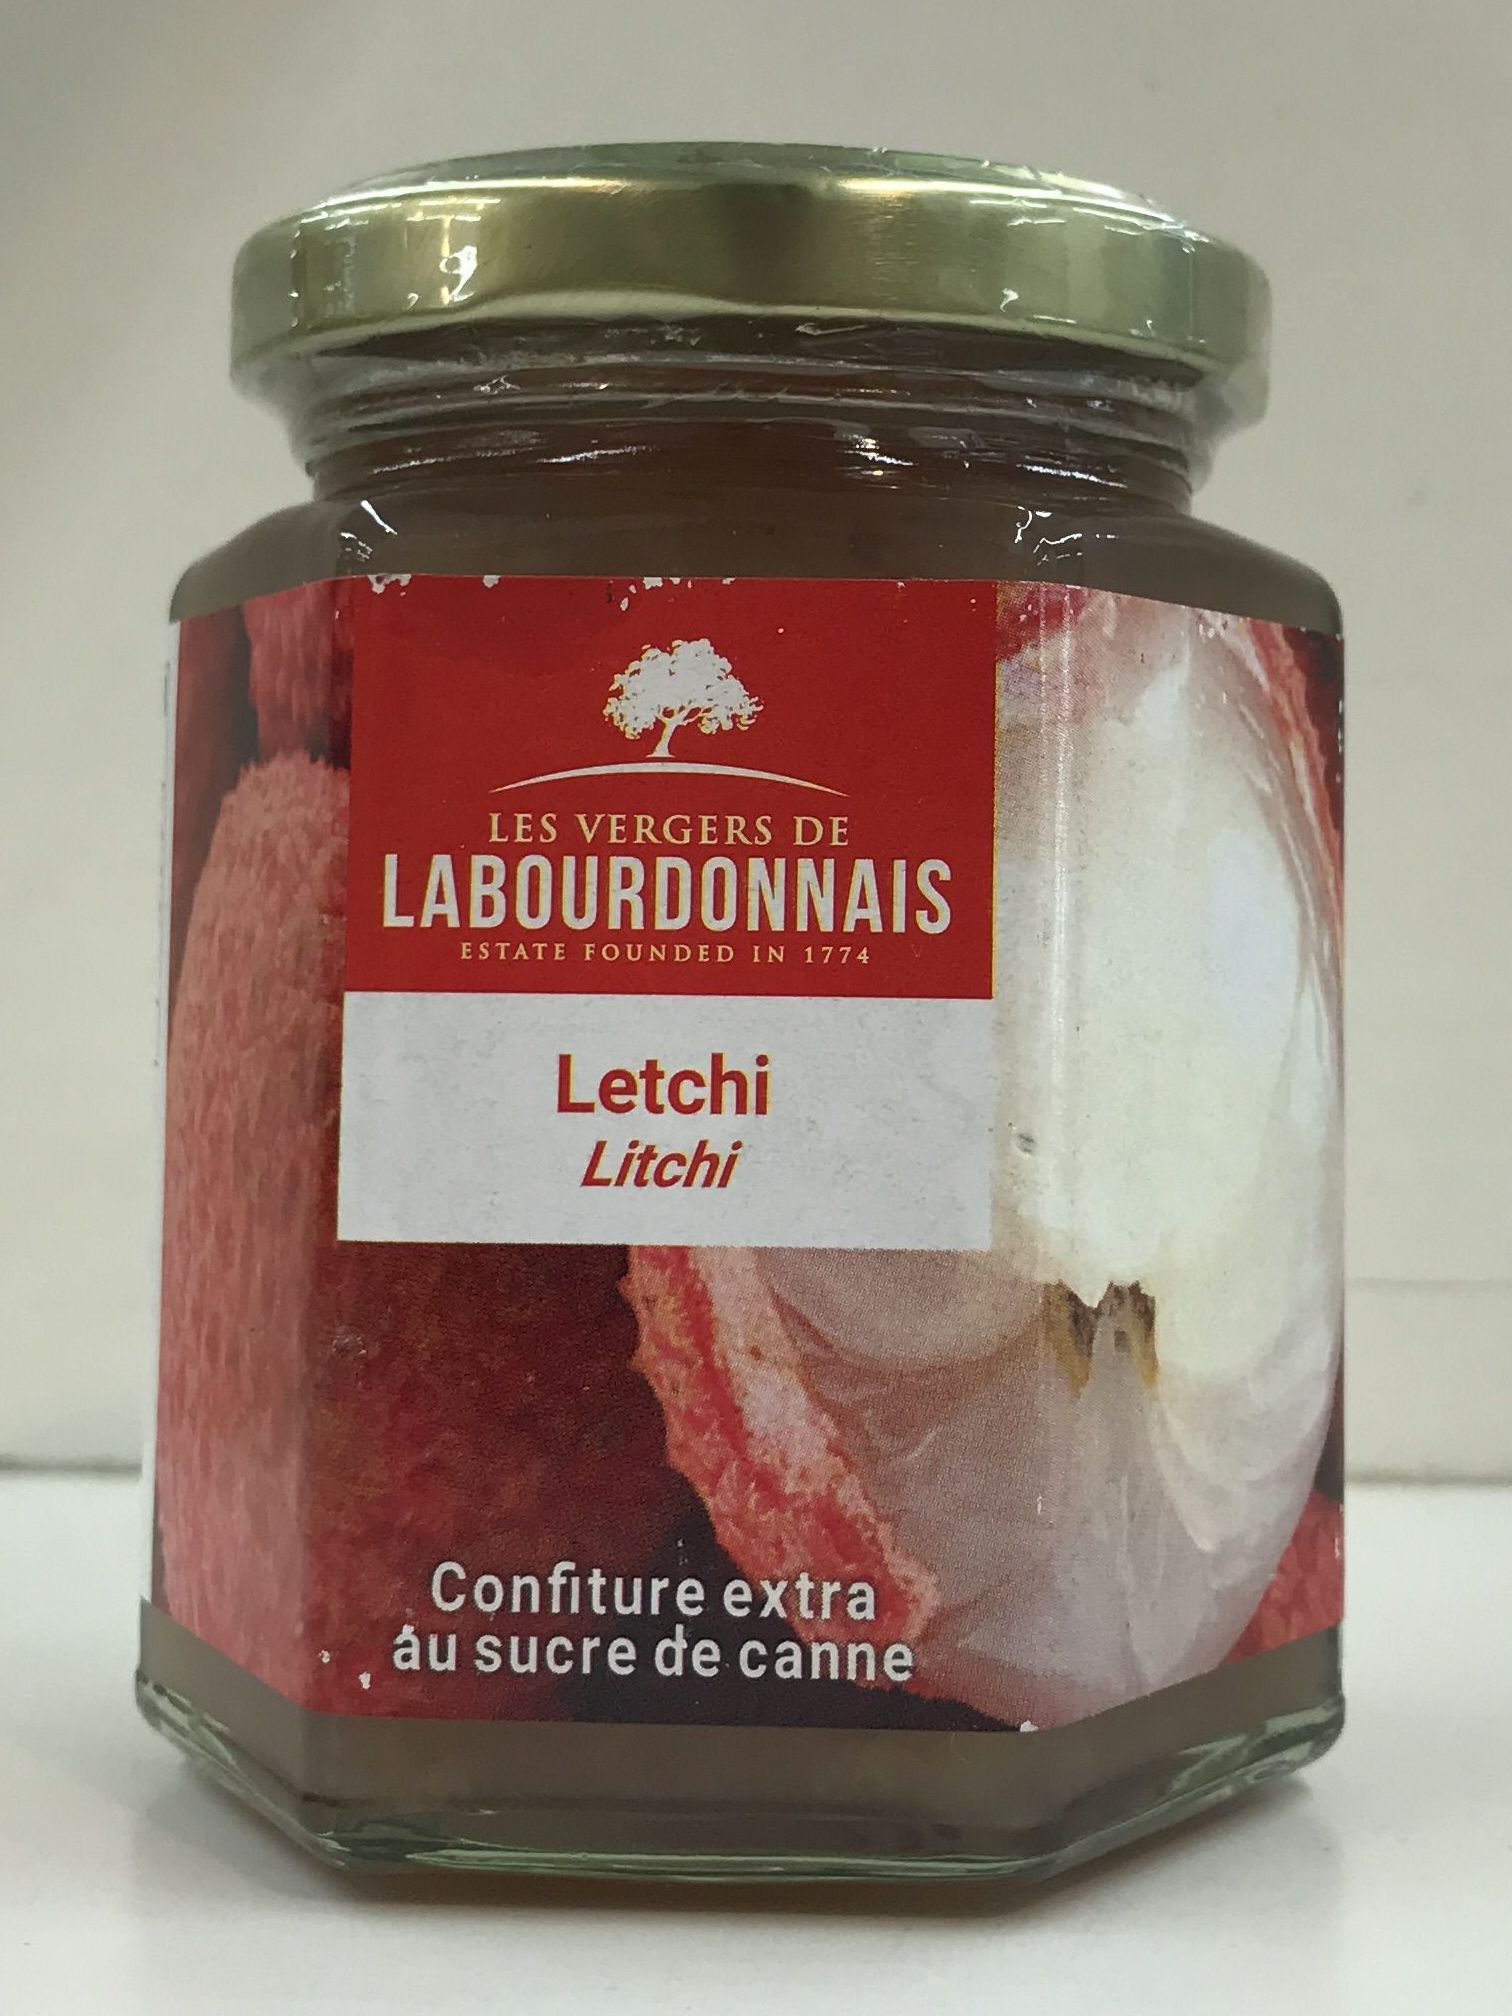 LES VERGERS DE
LABOURDONNAIS
ESTATE FOUNDED IN 1774
Letchi
Litchi
Confiture extra
au sucre de canne